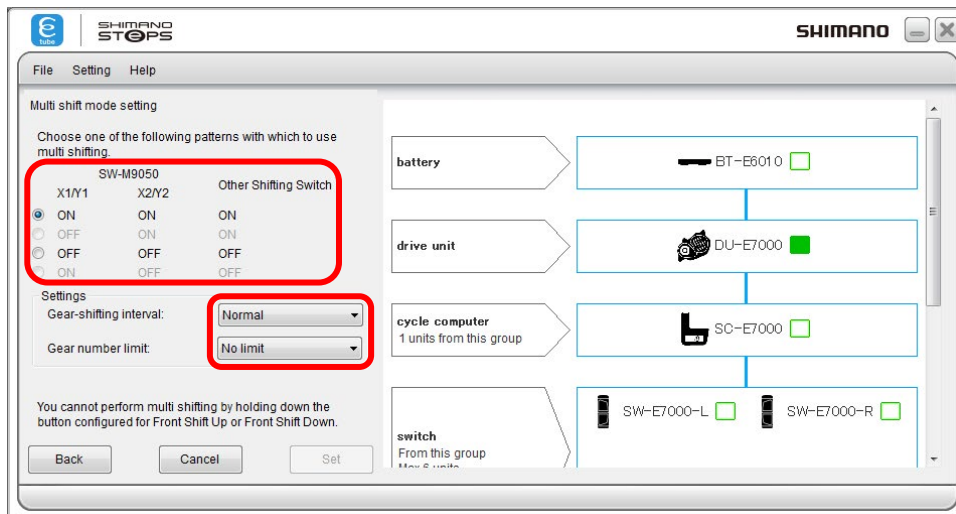 E
tube
SHIMANO
STEPS
SHIMANO
File Setting Help
Multi shift mode setting
Choose one of the following patterns with which to use
multi shifting.
SW-M9050
X1/Y1 X2/Y2 Other Shifting Switch
ON ON ON
OFF ON ON
OFF OFF OFF
ON OFF OFF
Settings
Gear-shifting interval: Normal
Gear number limit: No limit
You cannot perform multi shifting by holding down the
button configured for Front Shift Up or Front Shift Down.
Back Cancel Set
battery
BT-E6010
drive unit
DU-E7000
cycle computer
1 units from this group
SC-E7000
switch
From this group
Max 6 units
SW-E7000-L SW-E7000-R